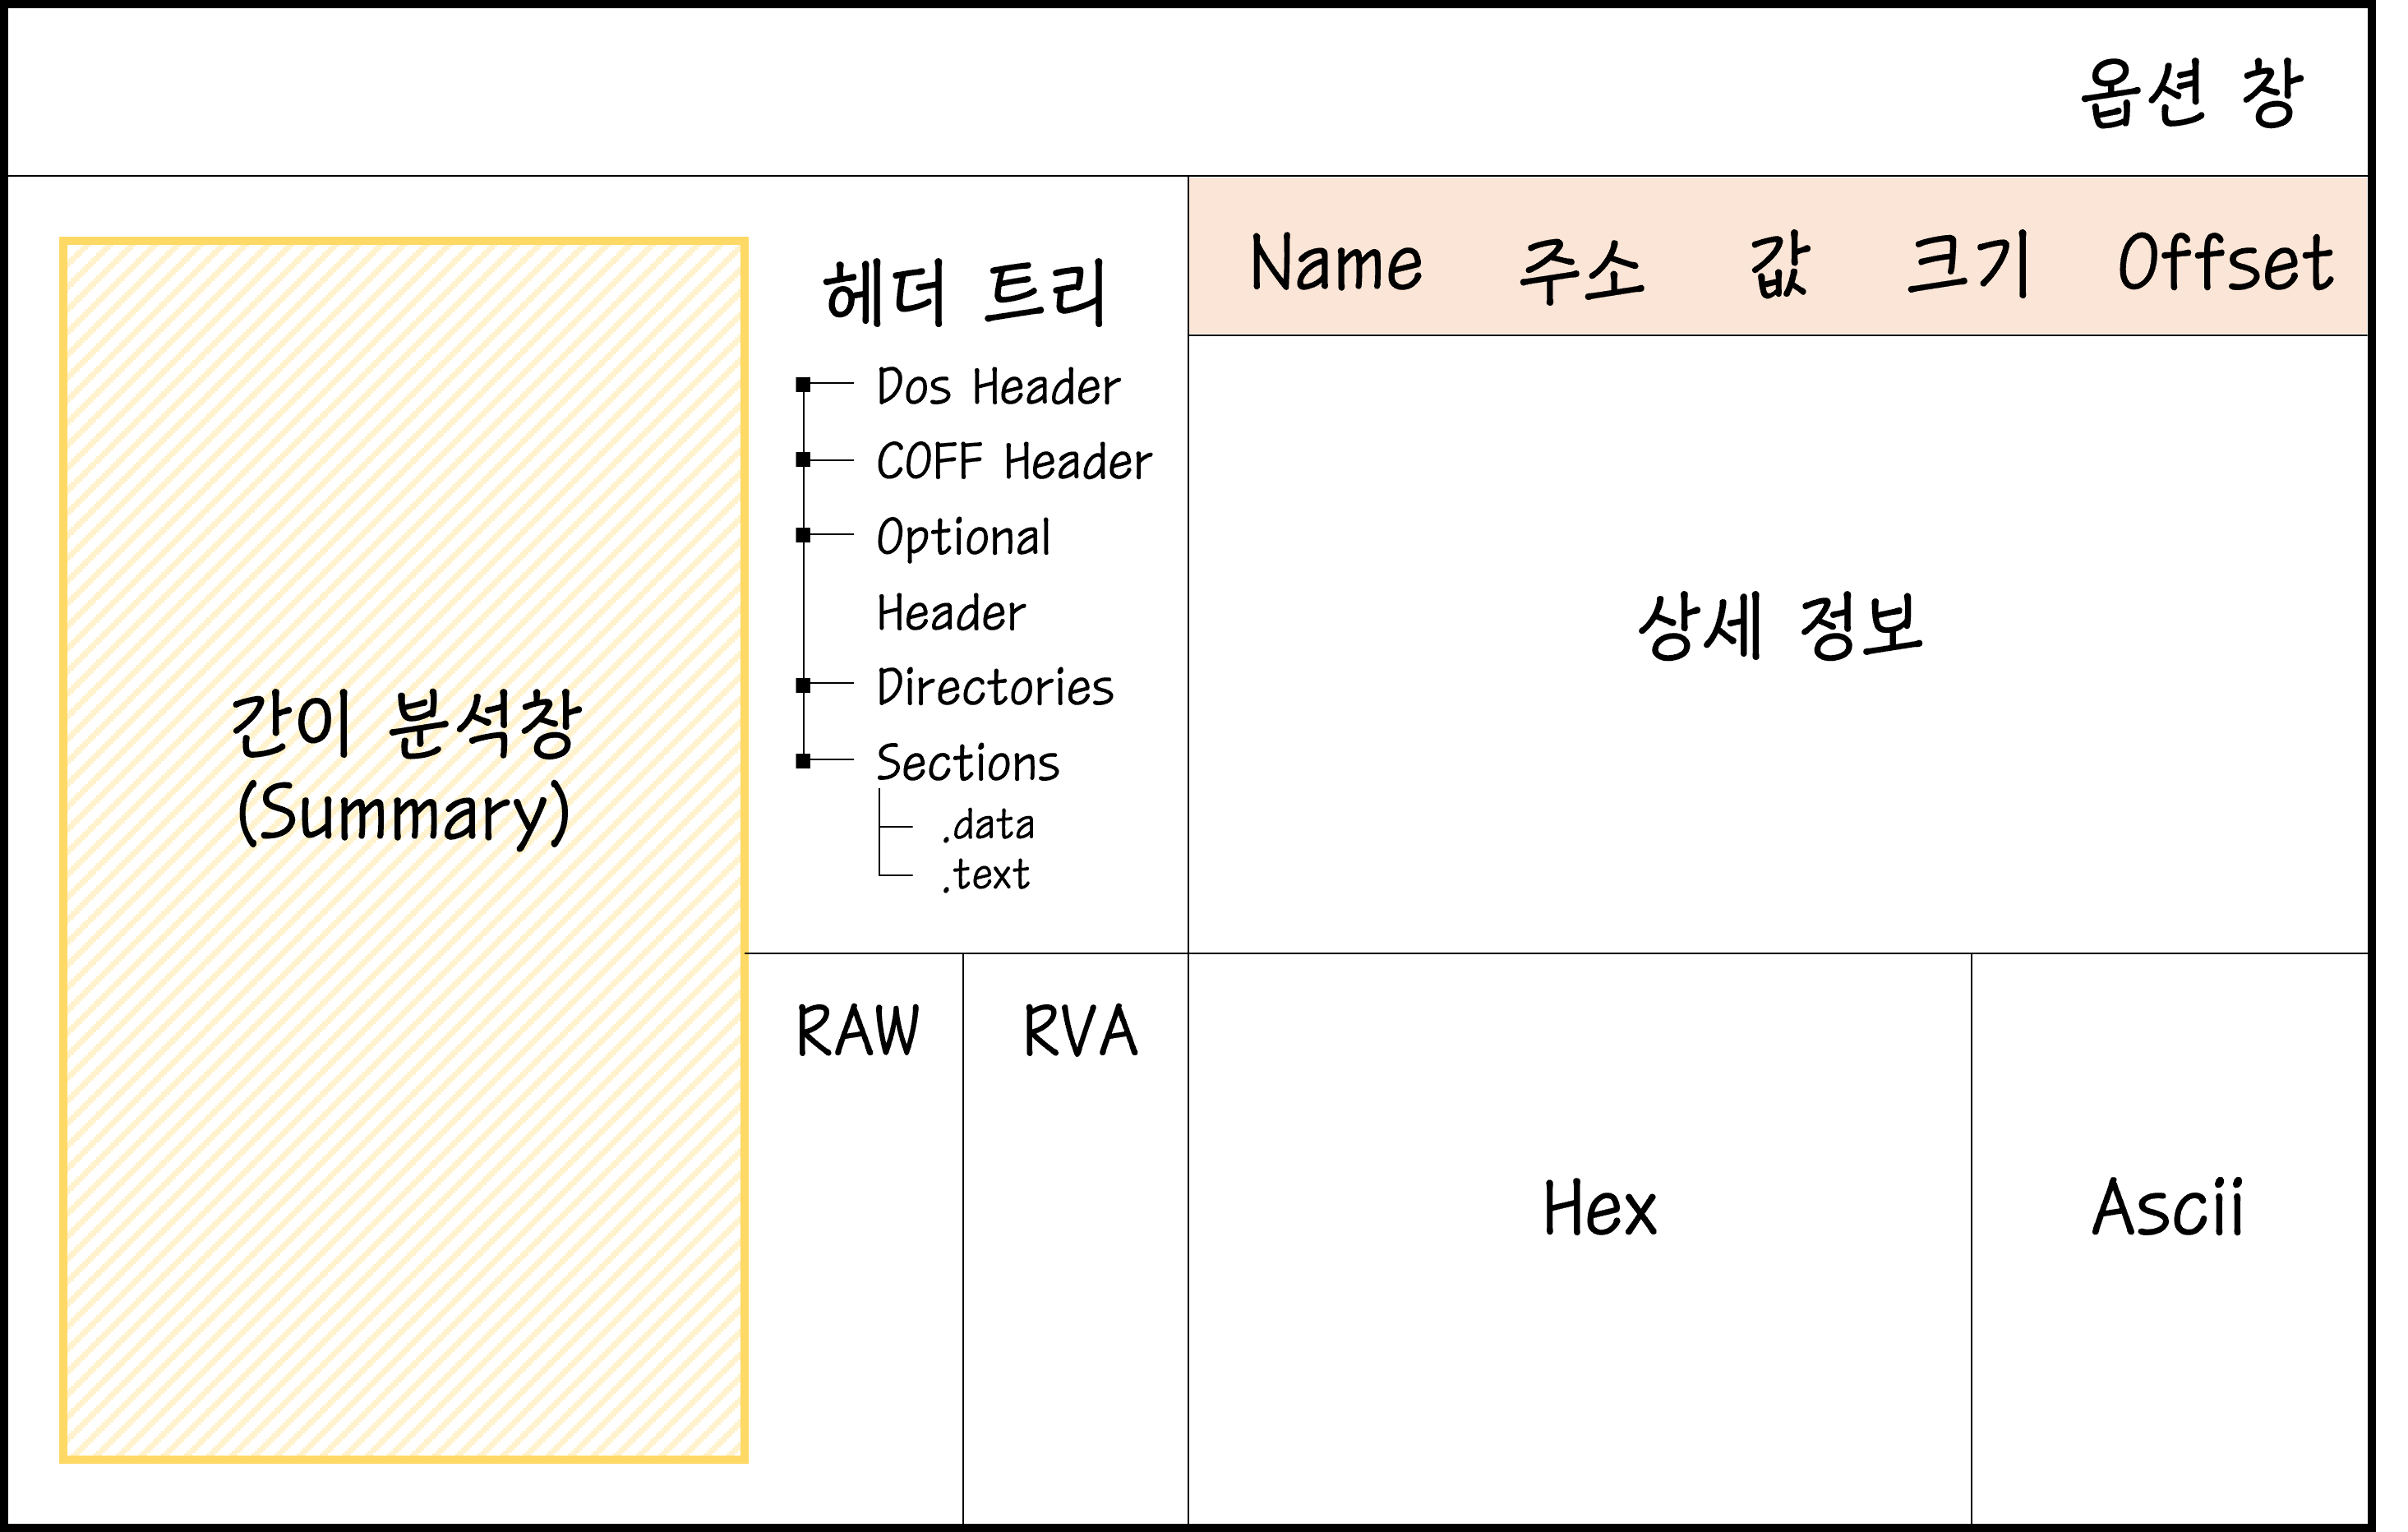 옵션 창
간이 분석창
(Summary)
헤더 트리
Dos Header
COFF Header
Optional
Header
Directories
Sections
.data
.text
Name 주소 값 크기 Offset
상세 정보
RAW
RVA
Hex
Ascii